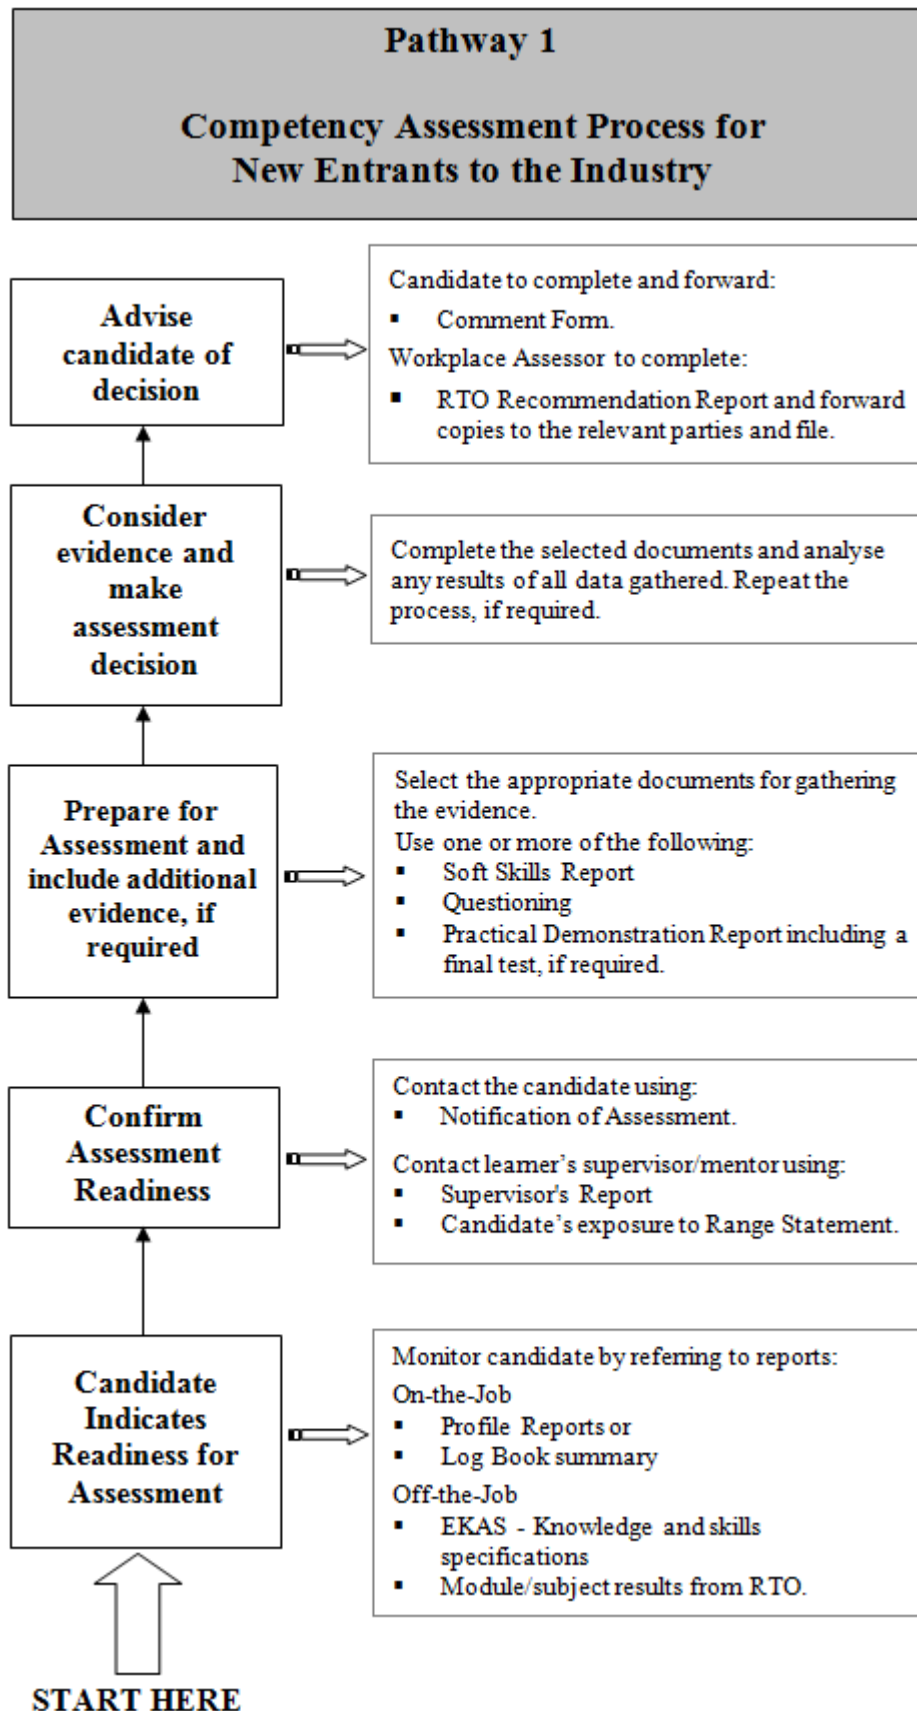 Pathway 1
Competency Assessment Process for
New Entrants to the Industry
Advise
candidate of
decision
Candidate to complete and forward:
▪ Comment Form.
Workplace Assessor to complete:
▪ RTO Recommendation Report and forward
copies to the relevant parties and file.
Consider
evidence and
make
assessment
decision
Complete the selected documents and analyse
any results of all data gathered. Repeat the
process, if required.
Prepare for
Assessment and
include additional
evidence, if
required
Select the appropriate documents for gathering
the evidence.
Use one or more of the following:
▪ Soft Skills Report
▪ Questioning
▪ Practical Demonstration Report including a
final test, if required.
Confirm
Assessment
Readiness
Contact the candidate using:
▪ Notification of Assessment.
Contact learner’s supervisor/mentor using:
▪ Supervisor's Report
▪ Candidate’s exposure to Range Statement.
Candidate
Indicates
Readiness for
Assessment
Monitor candidate by referring to reports:
On-the-Job
▪ Profile Reports or
▪ Log Book summary
Off-the-Job
▪ EKAS - Knowledge and skills
specifications
▪ Module/subject results from RTO.
START HERE